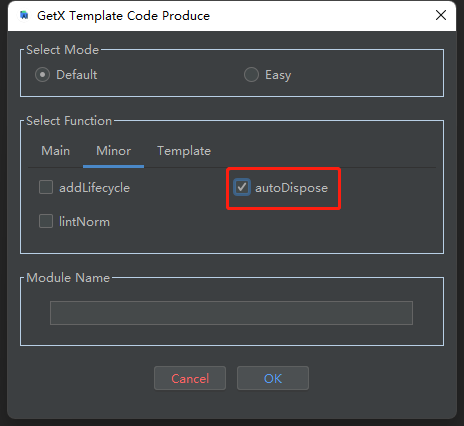 GetX Template Code Produce
Select Mode
Default Easy
Select Function
Main Minor Template
addLifecycle autoDispose
lintNorm
Module Name
Cancel OK